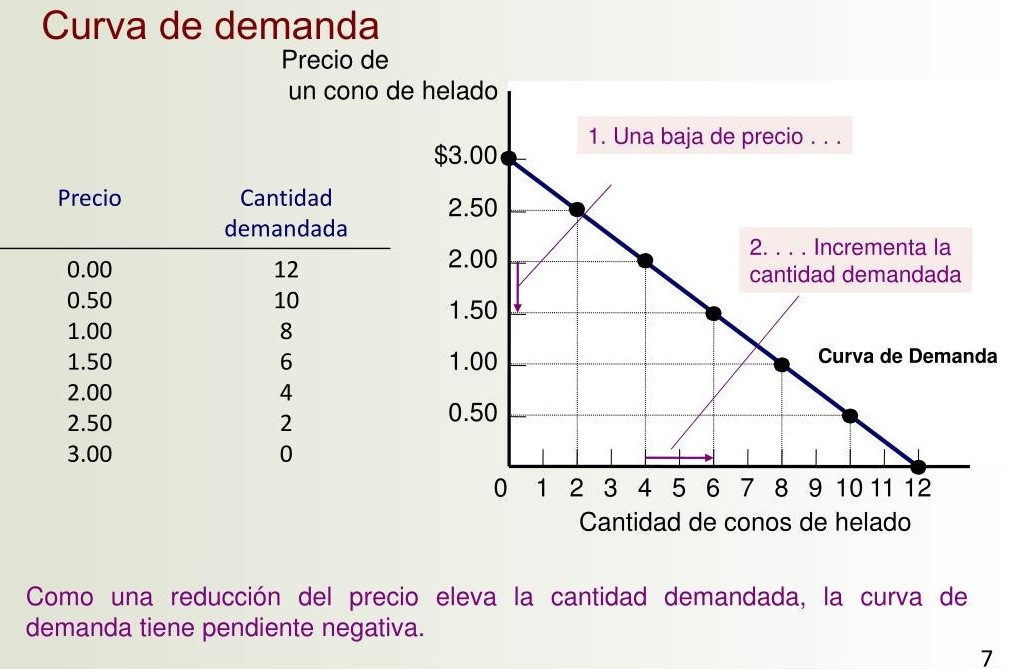 Curva de demanda
Precio de
un cono de helado
1. Una baja de precio . . .
$3.00
Precio Cantidad
demandada
2.50
2.00
2. . . . Incrementa la
cantidad demandada
0.00 12
0.50 10
1.00 8
1.50 6
2.00 4
2.50 2
3.00 0
1.50
1.00
Curva de Demanda
0.50
0 1 2 3 4 5 6 7 8 9 10 11 12
Cantidad de conos de helado
Como una reducción del precio eleva la cantidad demandada, la curva de
demanda tiene pendiente negativa.
7